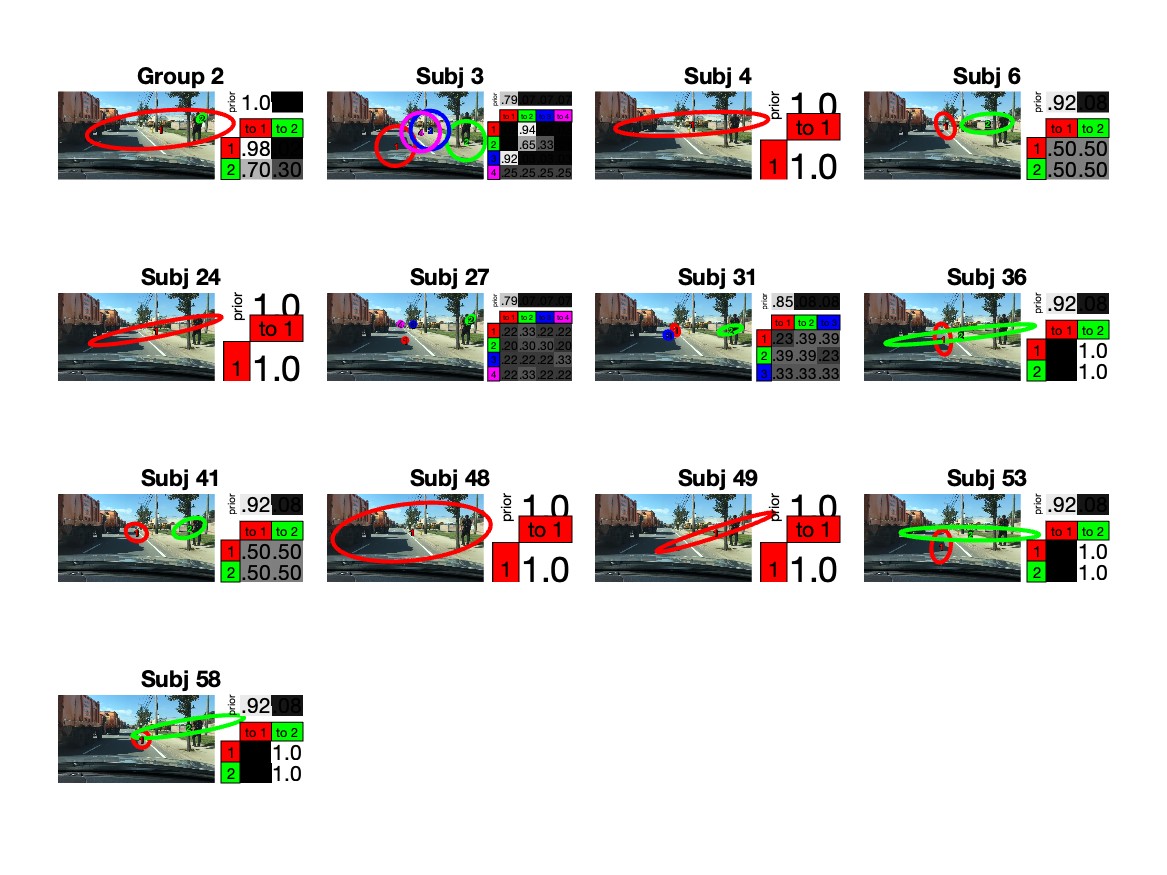 Group 2
prior 1.0
to 1 to 2
1 .98
2 .70 .30
Subj 3
prior .79 .07 .07 .07
to 1 to 2 to 3 to 4
1 .94
2 .65 .33
3 .92
4 .25 .25 .25 .25
Subj 4
prior 1.0
to 1
1 1.0
Subj 6
prior .92 .08
to 1 to 2
1 .50 .50
2 .50 .50
Subj 24
prior 1.0
to 1
1 1.0
Subj 27
prior .79 .07 .07 .07
to 1 to 2 to 3 to 4
1 .22 .33 .22 .22
2 .20 .30 .30 .20
3 .22 .22 .22 .33
4 .22 .33 .22 .22
Subj 31
prior .85 .08 .08
to 1 to 2 to 3
1 .23 .39 .39
2 .39 .39 .23
3 .33 .33 .33
Subj 36
prior .92 .08
to 1 to 2
1 1.0
2 1.0
Subj 41
prior .92 .08
to 1 to 2
1 .50 .50
2 .50 .50
Subj 48
prior 1.0
to 1
1 1.0
Subj 49
prior 1.0
to 1
1 1.0
Subj 53
prior .92 .08
to 1 to 2
1 1.0
2 1.0
Subj 58
prior .92 .08
to 1 to 2
1 1.0
2 1.0